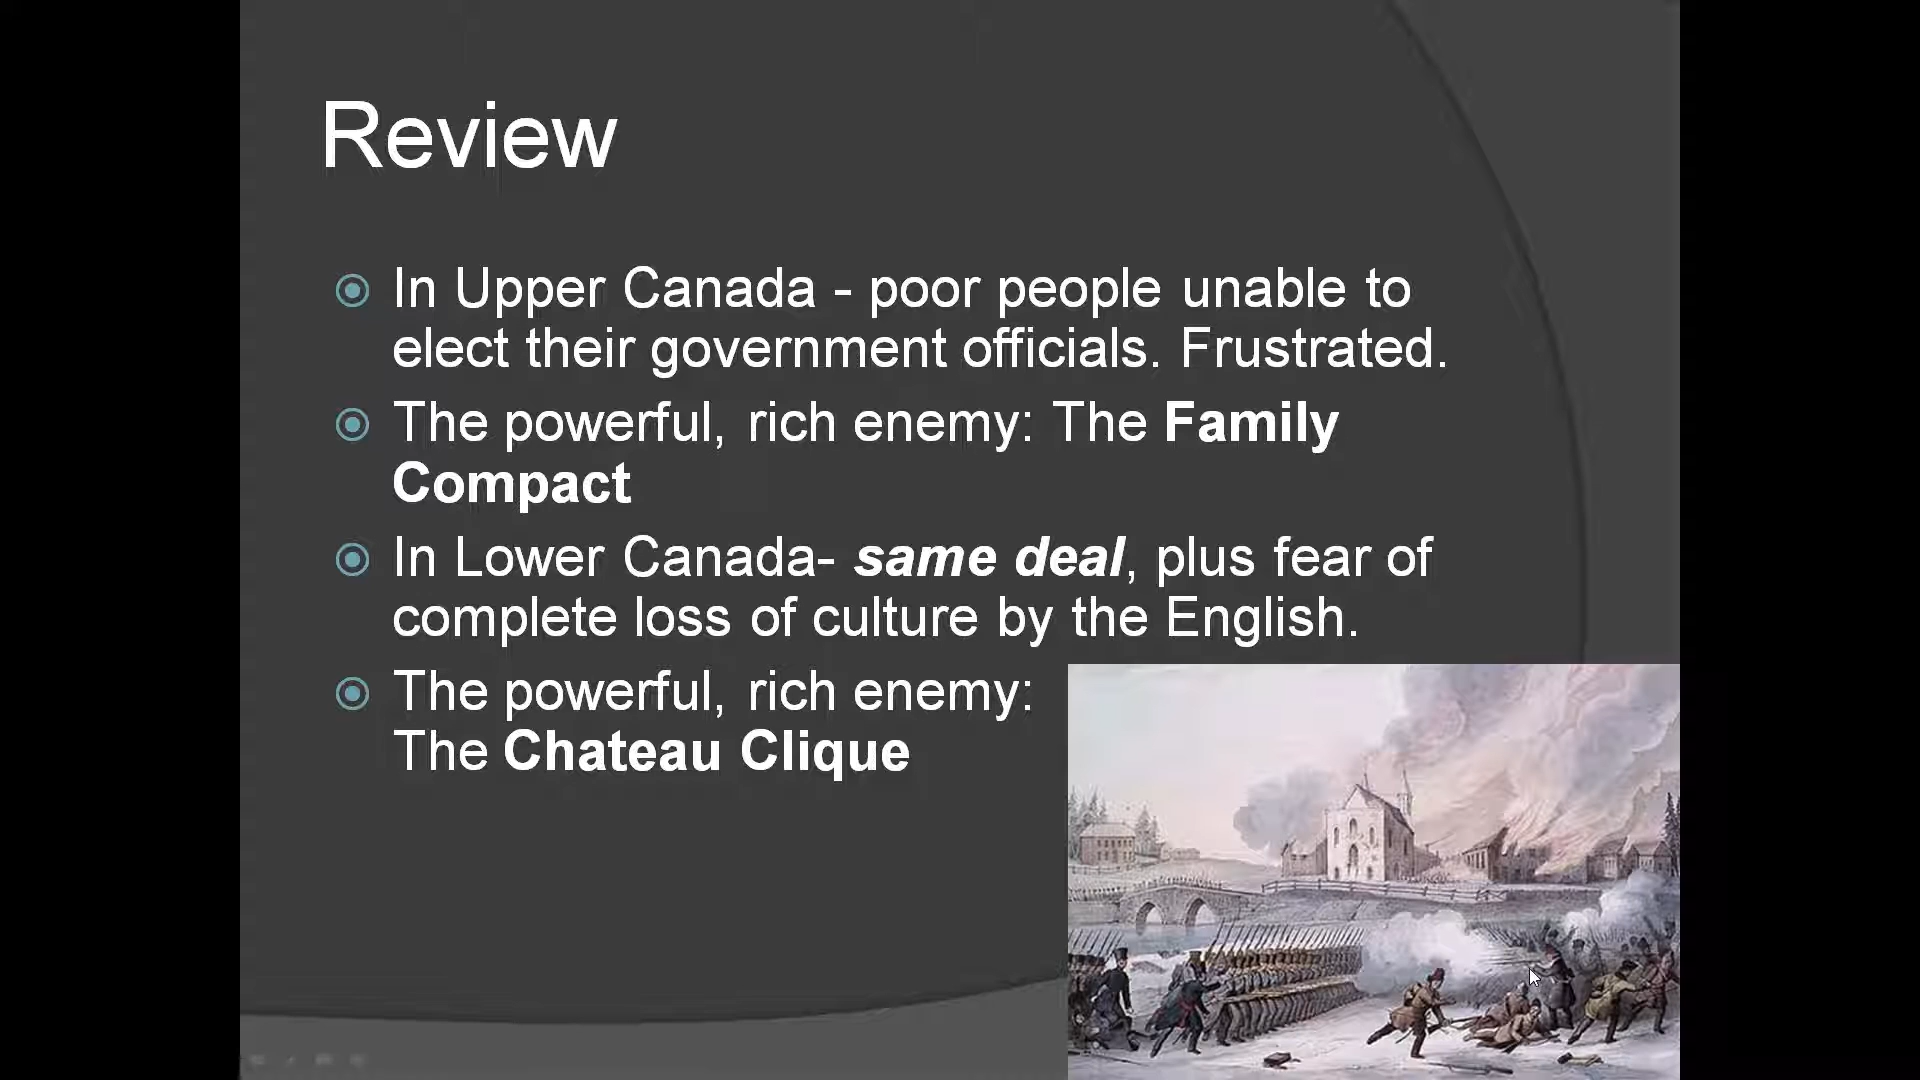 Review
In Upper Canada - poor people unable to
elect their government officials. Frustrated.
The powerful, rich enemy: The Family
Compact
In Lower Canada- same deal, plus fear of
complete loss of culture by the English.
The powerful, rich enemy:
The Chateau Clique